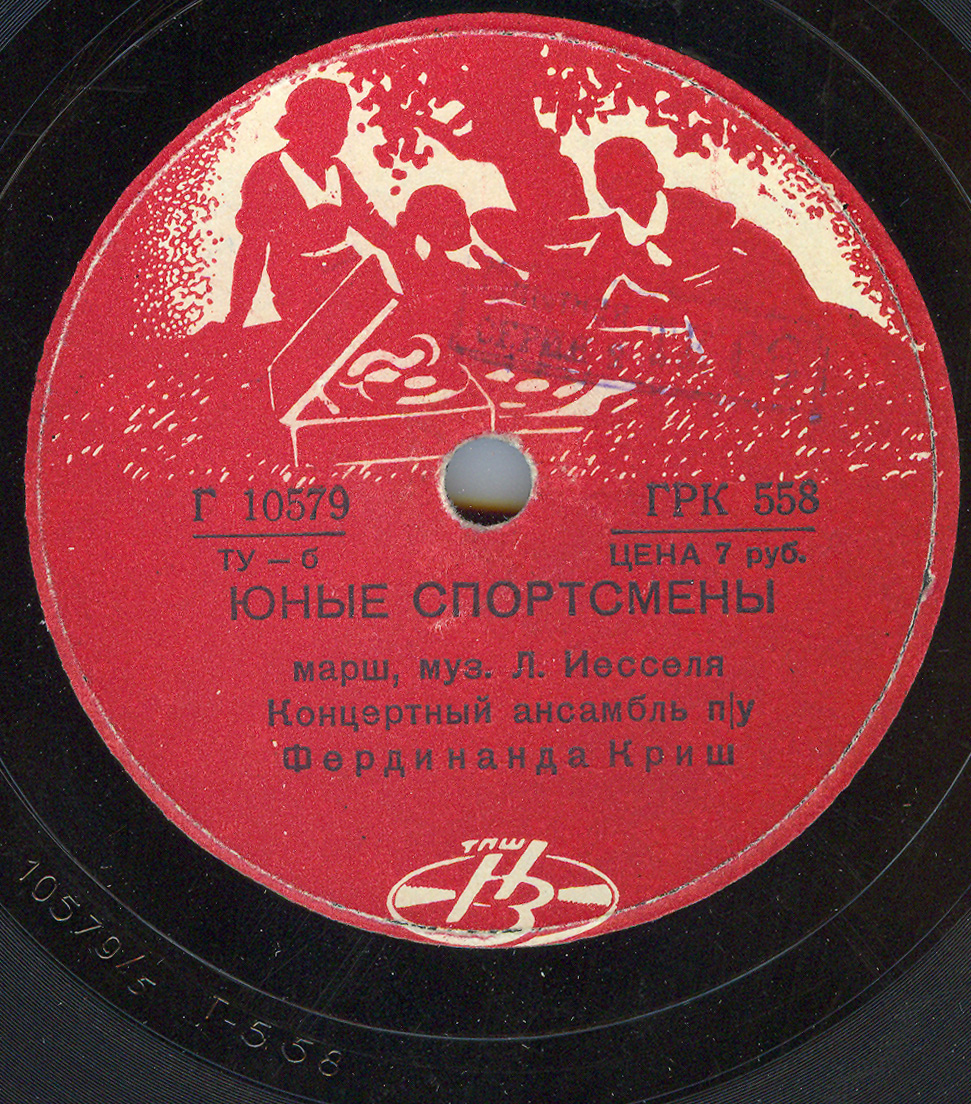 Г 10579
ГРК 558
ТУ — б
ЦЕНА 7 руб.
ЮНЫЕ СПОРТСМЕНЫ
марш, муз. Л. Иесселя
Концертный ансамбль п/у
Фердинанда Криш
ТПШ
НЗ
10579/5 Г-558